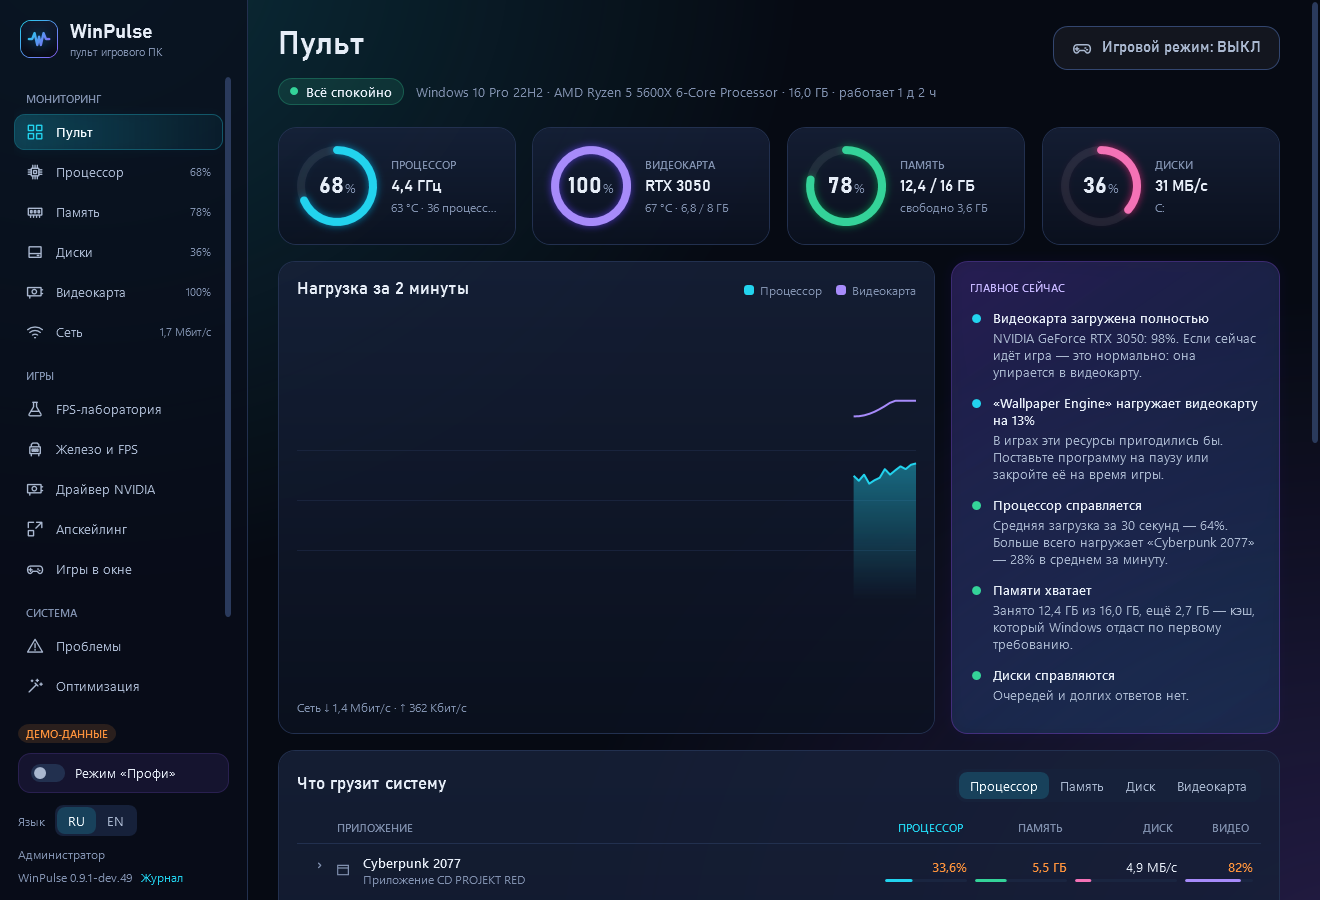 WinPulse
пульт игрового ПК
МОНИТОРИНГ
Пульт
Процессор 68%
Память 78%
Диски 36%
Видеокарта 100%
Сеть 1,7 Мбит/с
ИГРЫ
FPS-лаборатория
Железо и FPS
Драйвер NVIDIA
Апскейлинг
Игры в окне
СИСТЕМА
Проблемы
Оптимизация
ДЕМО-ДАННЫЕ
Режим «Профи»
Язык RU EN
Администратор
WinPulse 0.9.1-dev.49 Журнал
Пульт
Игровой режим: ВЫКЛ
Всё спокойно
Windows 10 Pro 22H2 · AMD Ryzen 5 5600X 6-Core Processor · 16,0 ГБ · работает 1 д 2 ч
68%
ПРОЦЕССОР
4,4 ГГц
63 °C · 36 процесс…
100%
ВИДЕОКАРТА
RTX 3050
67 °C · 6,8 / 8 ГБ
78%
ПАМЯТЬ
12,4 / 16 ГБ
свободно 3,6 ГБ
36%
ДИСКИ
31 МБ/с
C:
Нагрузка за 2 минуты
Процессор Видеокарта
Сеть ↓ 1,4 Мбит/с · ↑ 362 Кбит/с
ГЛАВНОЕ СЕЙЧАС
Видеокарта загружена полностью
NVIDIA GeForce RTX 3050: 98%. Если сейчас
идёт игра — это нормально: она
упирается в видеокарту.
«Wallpaper Engine» нагружает видеокарту
на 13%
В играх эти ресурсы пригодились бы.
Поставьте программу на паузу или
закройте её на время игры.
Процессор справляется
Средняя загрузка за 30 секунд — 64%.
Больше всего нагружает «Cyberpunk 2077»
— 28% в среднем за минуту.
Памяти хватает
Занято 12,4 ГБ из 16,0 ГБ, ещё 2,7 ГБ — кэш,
который Windows отдаст по первому
требованию.
Диски справляются
Очередей и долгих ответов нет.
Что грузит систему
Процессор Память Диск Видеокарта
ПРИЛОЖЕНИЕ ПРОЦЕССОР ПАМЯТЬ ДИСК ВИДЕО
Cyberpunk 2077 33,6% 5,5 ГБ 4,9 МБ/с 82%
Приложение CD PROJEKT RED